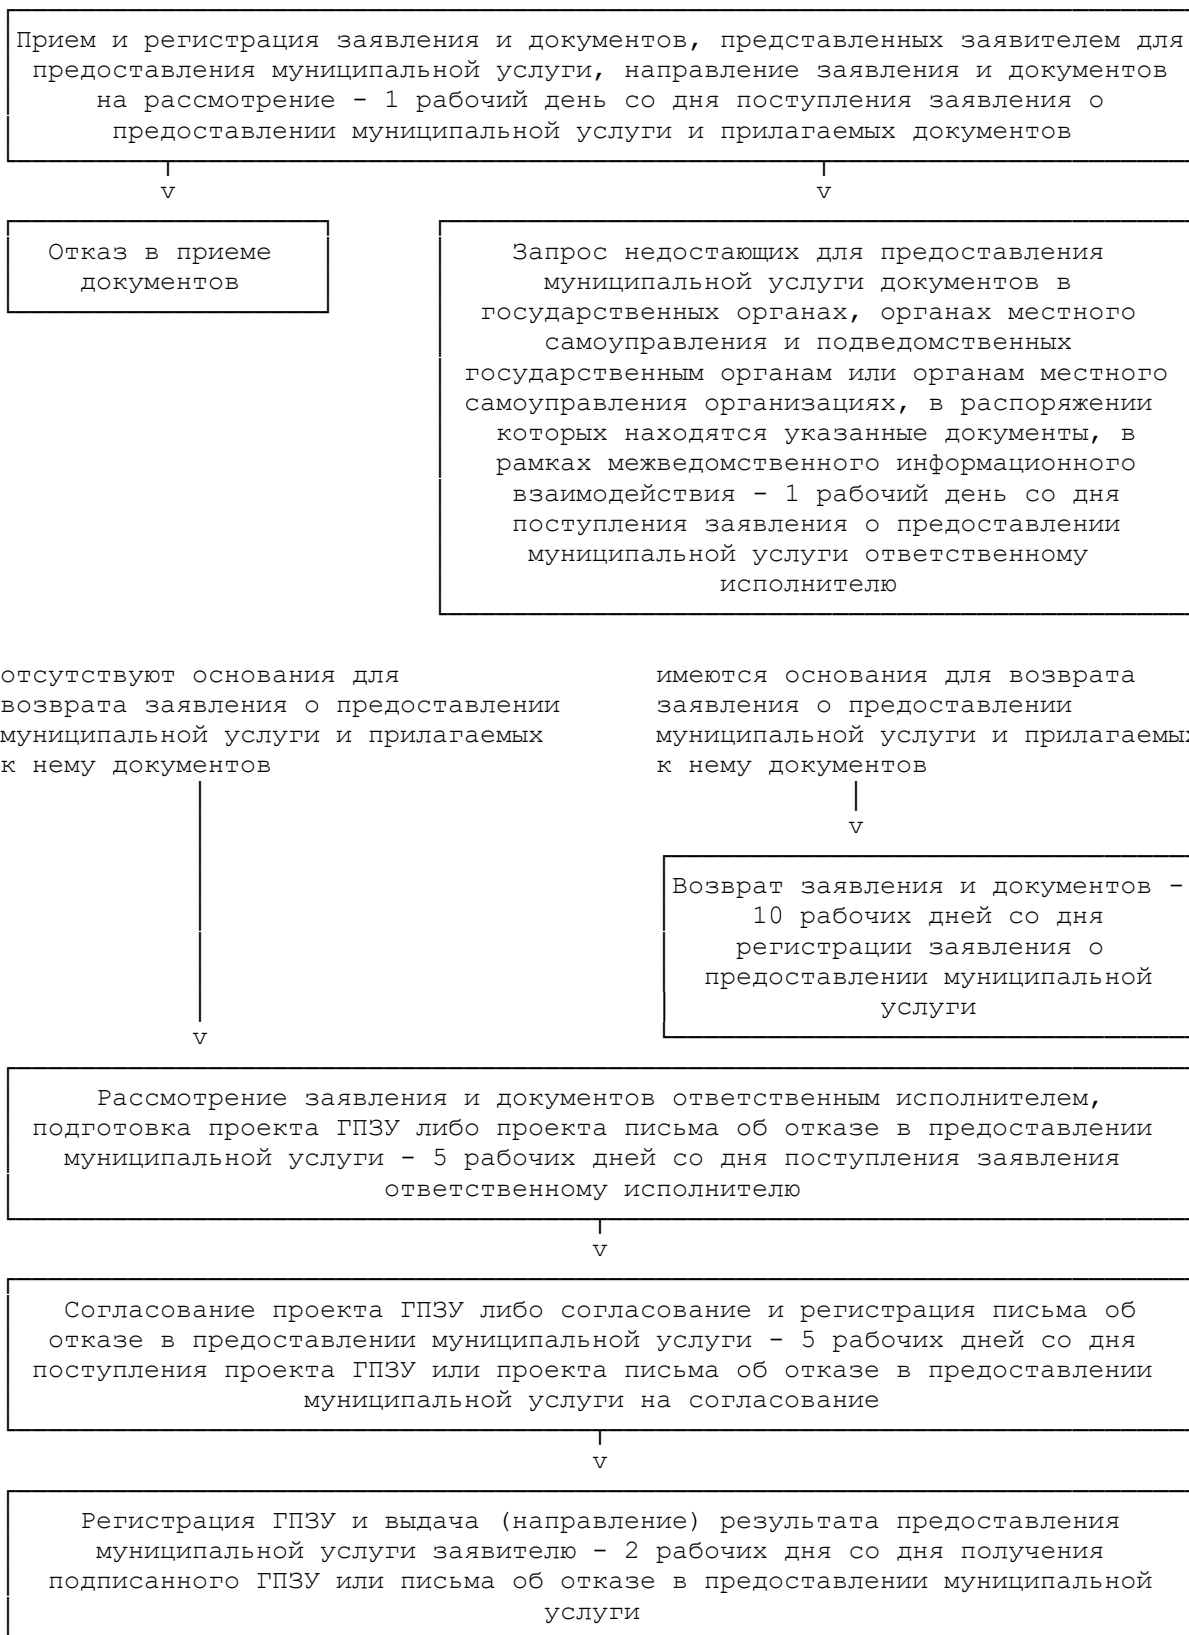 Прием и регистрация заявления и документов, представленных заявителем для
предоставления муниципальной услуги, направление заявления и документов
на рассмотрение - 1 рабочий день со дня поступления заявления о
предоставлении муниципальной услуги и прилагаемых документов
v
v
Отказ в приеме
документов
Запрос недостающих для предоставления
муниципальной услуги документов в
государственных органах, органах местного
самоуправления и подведомственных
государственным органам или органам местного
самоуправления организациях, в распоряжении
которых находятся указанные документы, в
рамках межведомственного информационного
взаимодействия - 1 рабочий день со дня
поступления заявления о предоставлении
муниципальной услуги ответственному
исполнителю
отсутствуют основания для
возврата заявления о предоставлении
муниципальной услуги и прилагаемых
к нему документов
имеются основания для возврата
заявления о предоставлении
муниципальной услуги и прилагаемых
к нему документов
v
Возврат заявления и документов -
10 рабочих дней со дня
регистрации заявления о
предоставлении муниципальной
услуги
v
Рассмотрение заявления и документов ответственным исполнителем,
подготовка проекта ГПЗУ либо проекта письма об отказе в предоставлении
муниципальной услуги - 5 рабочих дней со дня поступления заявления
ответственному исполнителю
v
Согласование проекта ГПЗУ либо согласование и регистрация письма об
отказе в предоставлении муниципальной услуги - 5 рабочих дней со дня
поступления проекта ГПЗУ или проекта письма об отказе в предоставлении
муниципальной услуги на согласование
v
Регистрация ГПЗУ и выдача (направление) результата предоставления
муниципальной услуги заявителю - 2 рабочих дня со дня получения
подписанного ГПЗУ или письма об отказе в предоставлении муниципальной
услуги